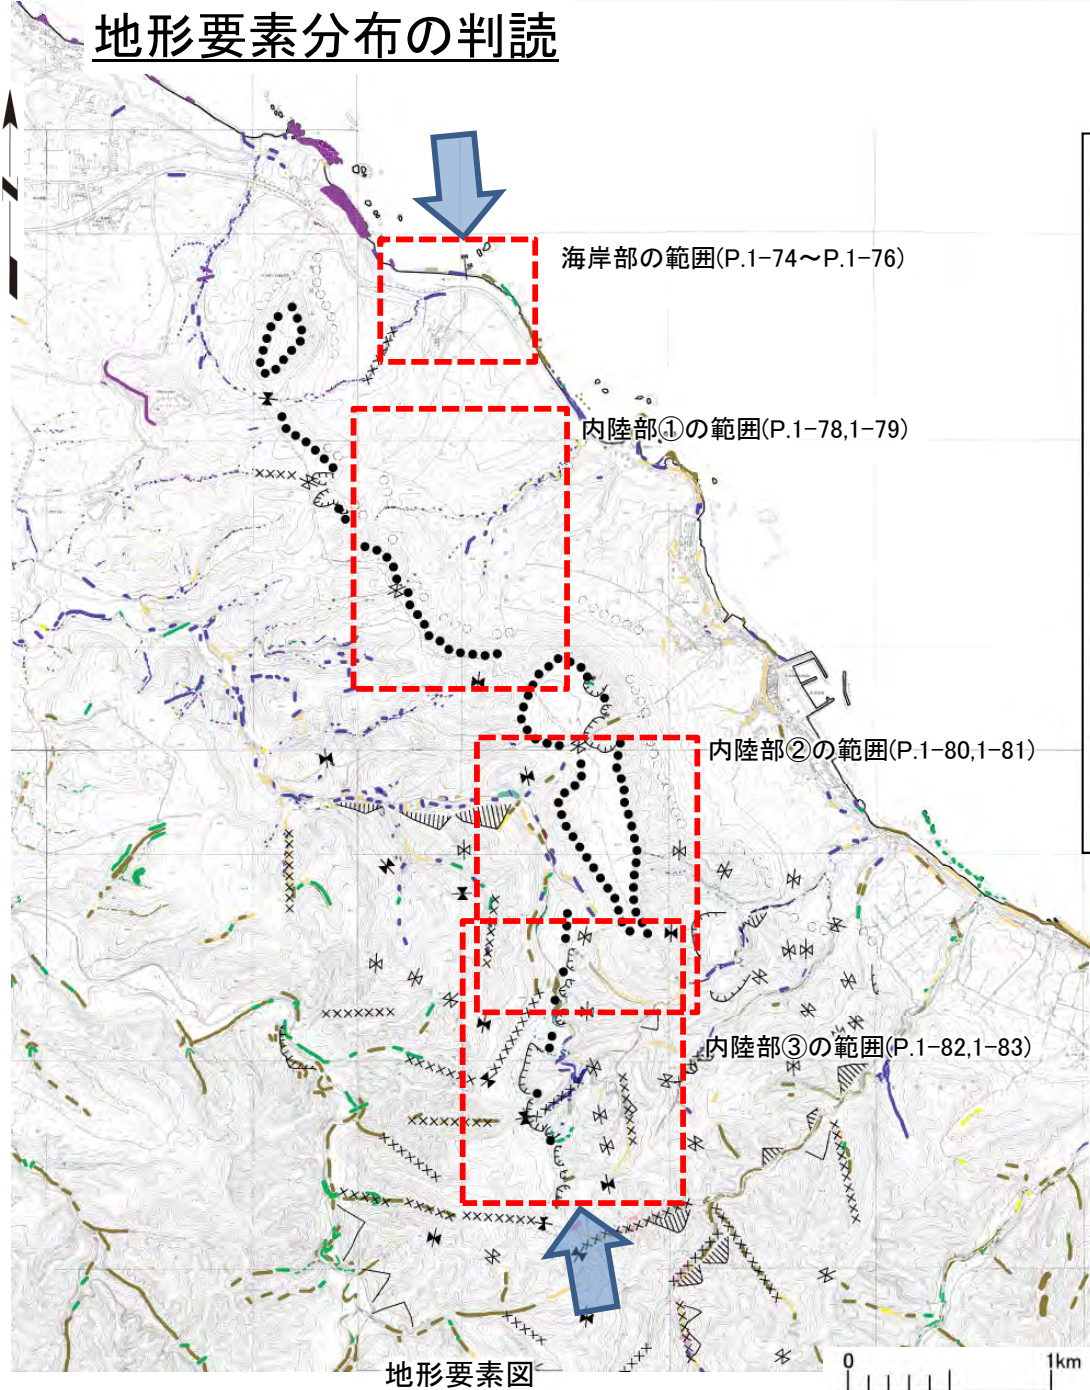 地形要素分布の判読
海岸部の範囲(P.1-74～P.1-76)
内陸部①の範囲(P.1-78,1-79)
内陸部②の範囲(P.1-80,1-81)
内陸部③の範囲(P.1-82,1-83)
地形要素図
0 1km